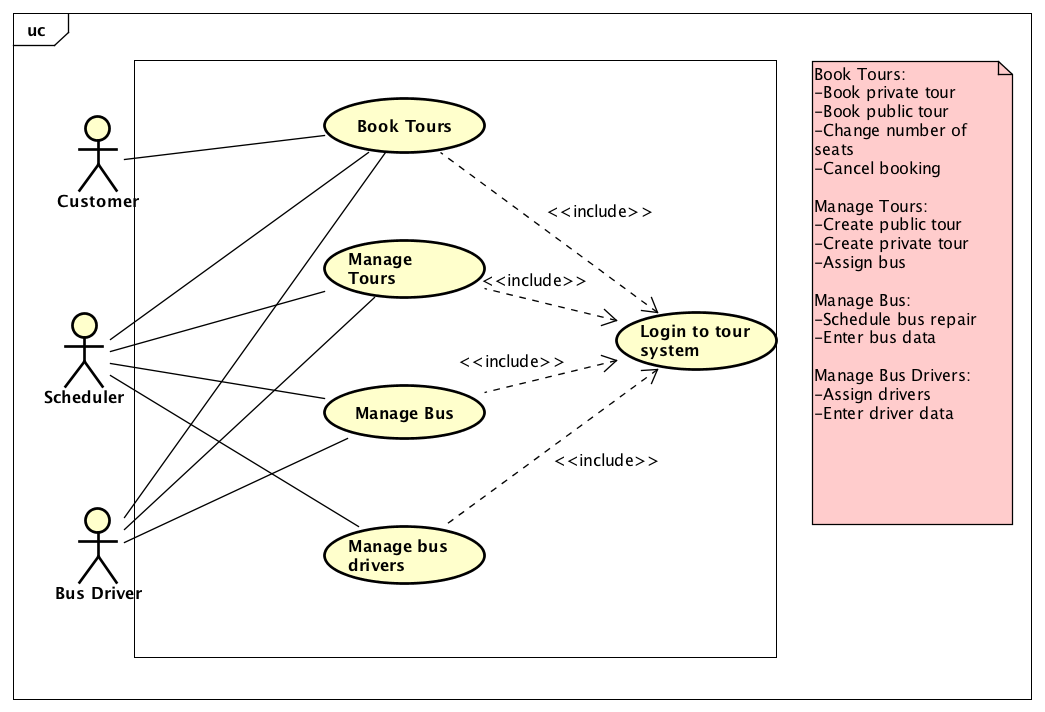 uc
Book Tours
Customer
<<include>>
Manage
Tours
<<include>>
Login to tour
system
Scheduler
<<include>>
Manage Bus
<<include>>
Manage bus
drivers
Bus Driver
Book Tours:
-Book private tour
-Book public tour
-Change number of
seats
-Cancel booking
Manage Tours:
-Create public tour
-Create private tour
-Assign bus
Manage Bus:
-Schedule bus repair
-Enter bus data
Manage Bus Drivers:
-Assign drivers
-Enter driver data